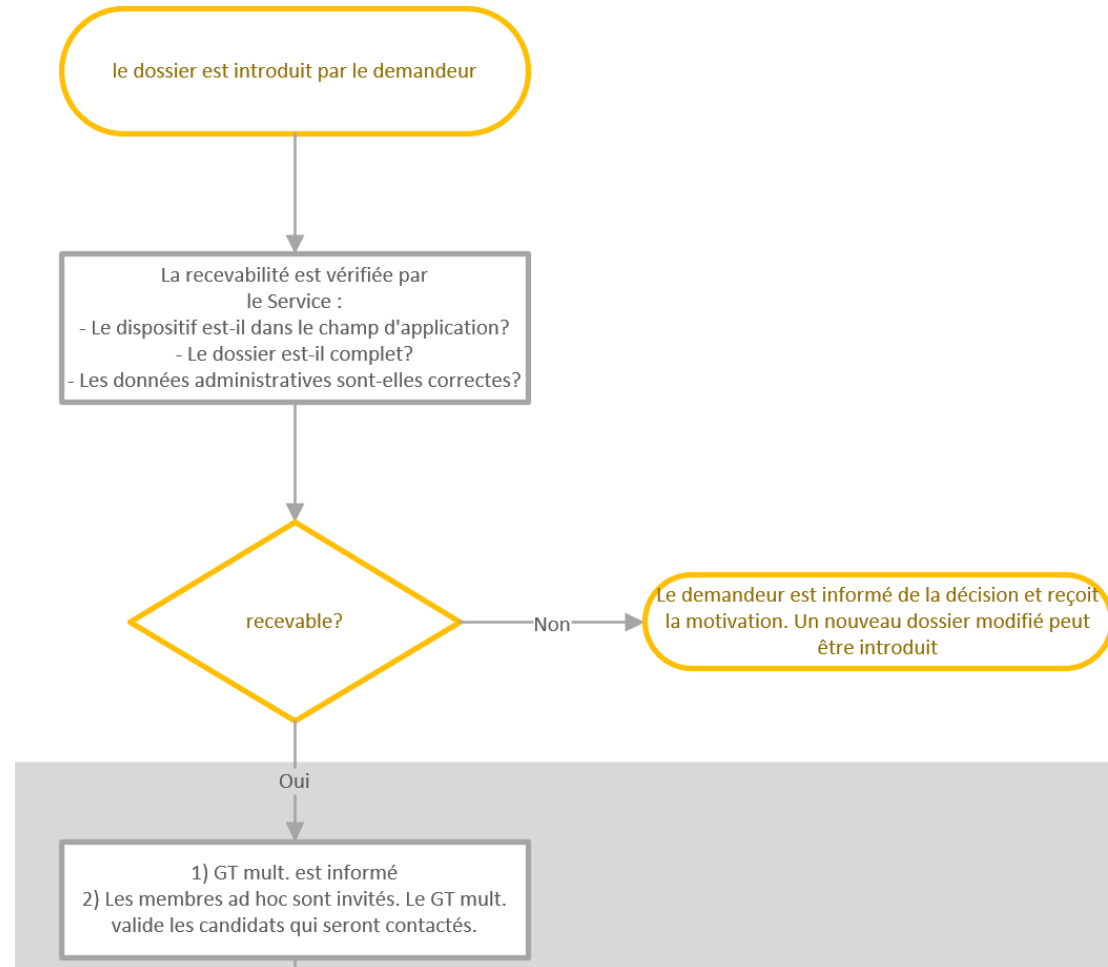 le dossier est introduit par le demandeur
La recevabilité est vérifiée par
le Service :
- Le dispositif est-il dans le champ d'application?
- Le dossier est-il complet?
- Les données administratives sont-elles correctes?
recevable?
Non
Le demandeur est informé de la décision et reçoit
la motivation. Un nouveau dossier modifié peut
être introduit
Oui
1) GT mult. est informé
2) Les membres ad hoc sont invités. Le GT mult.
valide les candidats qui seront contactés.